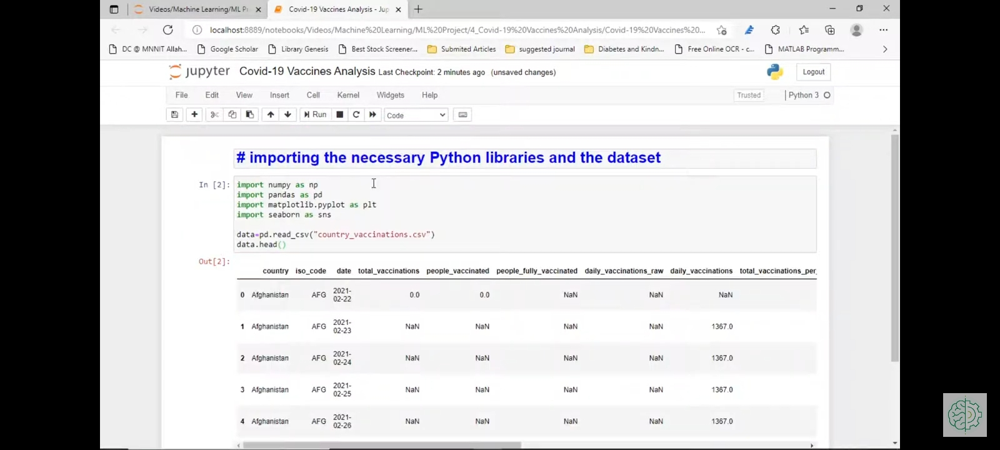 Videos/Machine Learning/ML Pr
Covid-19 Vaccines Analysis - Jup
localhost:8889/notebooks/Videos/Machine%20Learning/ML%20Project/4_Covid-19%20Vaccines%20Analysis/Covid-19%20Vaccines%20...
DC @ MNNIT Allah... Google Scholar Library Genesis Best Stock Screener... Submited Articles suggested journal Diabetes and Kindn... Free Online OCR - c... MATLAB Programm...
jupyter Covid-19 Vaccines Analysis Last Checkpoint: 2 minutes ago (unsaved changes) Logout
File Edit View Insert Cell Kernel Widgets Help Trusted Python 3
Run Code
# importing the necessary Python libraries and the dataset
In [2]: import numpy as np
import pandas as pd
import matplotlib.pyplot as plt
import seaborn as sns
data=pd.read_csv("country_vaccinations.csv")
data.head()
Out[2]:
country iso_code date total_vaccinations people_vaccinated people_fully_vaccinated daily_vaccinations_raw daily_vaccinations total_vaccinations_per_
0 Afghanistan AFG 2021-02-22 0.0 0.0 NaN NaN NaN
1 Afghanistan AFG 2021-02-23 NaN NaN NaN NaN 1367.0
2 Afghanistan AFG 2021-02-24 NaN NaN NaN NaN 1367.0
3 Afghanistan AFG 2021-02-25 NaN NaN NaN NaN 1367.0
4 Afghanistan AFG 2021-02-26 NaN NaN NaN NaN 1367.0